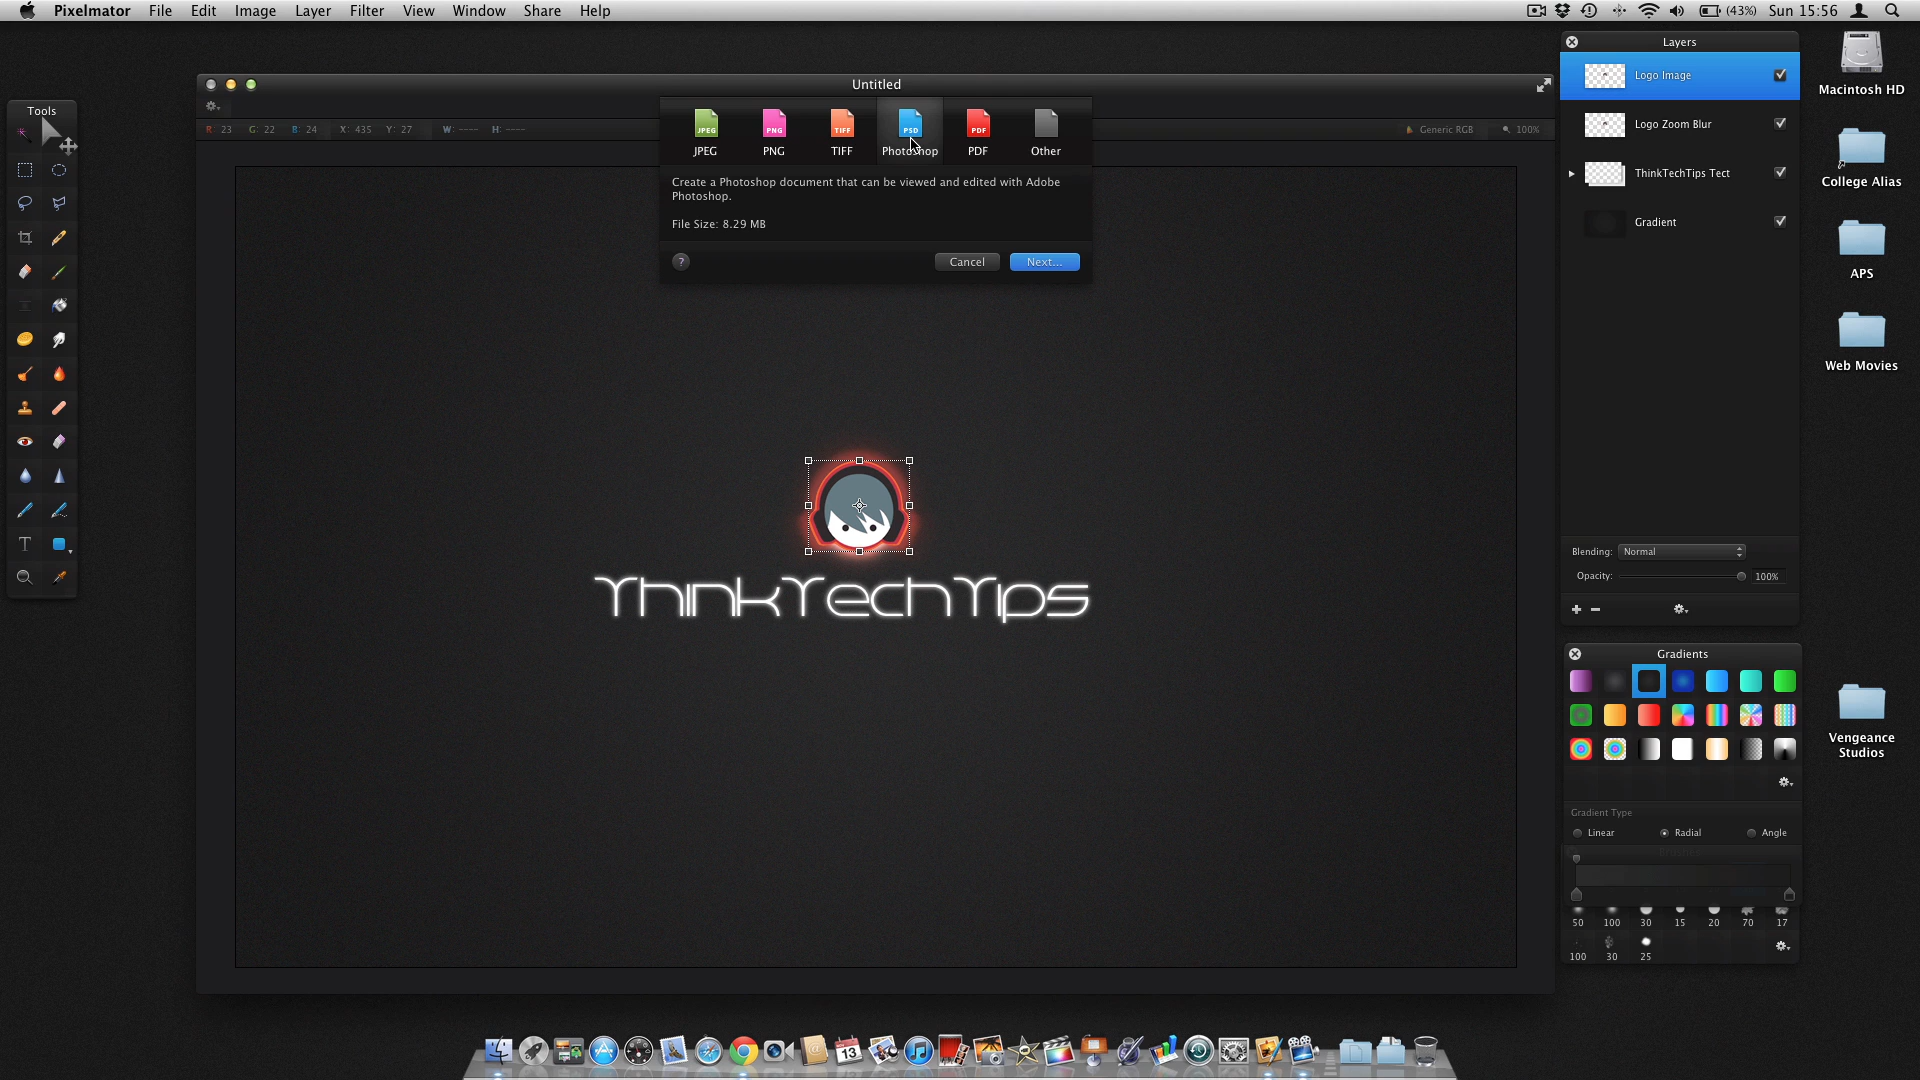 Pixelmator File Edit Image Layer Filter View Window Share Help
(43%) Sun 15:56
Tools
Untitled
R: 23 G: 22 B: 24 X: 435 Y: 27 W: ---- H: ----
Generic RGB 100%
JPEG PNG TIFF PSD PDF
JPEG PNG TIFF Photoshop PDF Other
Create a Photoshop document that can be viewed and edited with Adobe
Photoshop.
File Size: 8.29 MB
? Cancel Next...
ThinkTechTips
T
Layers
Logo Image
Logo Zoom Blur
ThinkTechTips Tect
Gradient
Blending: Normal
Opacity: 100%
Gradients
Gradient Type
Linear Radial Angle
50 100 30 15 20 70 17
100 30 25
Macintosh HD
College Alias
APS
Web Movies
Vengeance
Studios
13